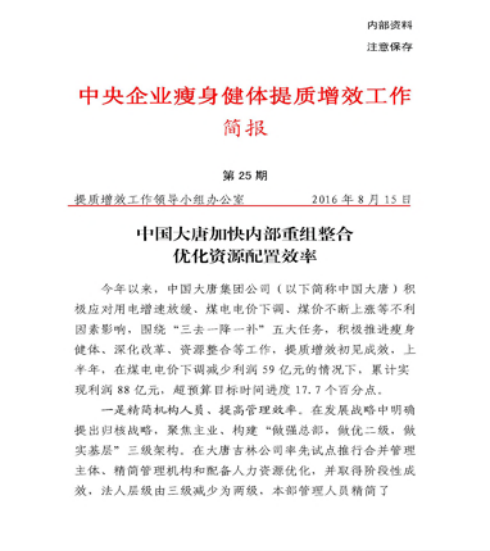 内部资料
注意保存
中央企业瘦身健体提质增效工作
简报
第 25 期
提质增效工作领导小组办公室 2016 年 8 月 15 日
中国大唐加快内部重组整合
优化资源配置效率
今年以来，中国大唐集团公司（以下简称中国大唐）积
极应对用电增速放缓、煤电电价下调、煤价不断上涨等不利
因素影响，围绕“三去一降一补”五大任务，积极推进瘦身
健体、深化改革、资源整合等工作，提质增效初见成效。上
半年，在煤电电价下调减少利润 59 亿元的情况下，累计实
现利润 88 亿元，超预算目标时间进度 17.7 个百分点。
一是精简机构人员、提高管理效率。在发展战略中明确
提出归核战略，聚焦主业、构建“做强总部，做优二级，做
实基层”三级架构。在大唐吉林公司率先试点推行合并管理
主体、精简管理机构和配备人力资源优化，并取得阶段性成
效，法人层级由三级减少为两级，本部管理人员精简了